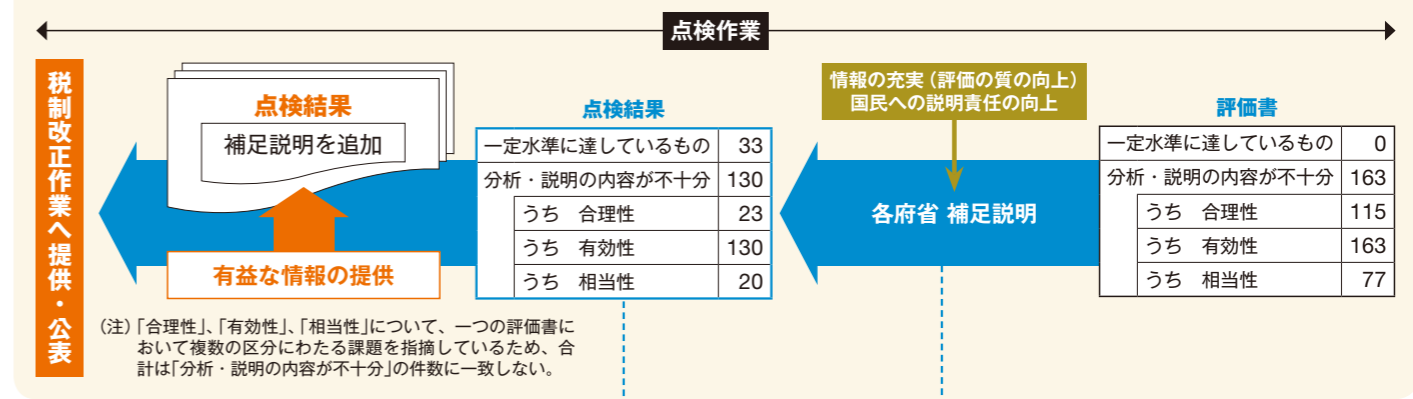 点検作業
税制改正作業へ提供・公表
点検結果
補足説明を追加
有益な情報の提供
（注）「合理性」、「有効性」、「相当性」について、一つの評価書に
おいて複数の区分にわたる課題を指摘しているため、合
計は「分析・説明の内容が不十分」の件数に一致しない。
点検結果
一定水準に達しているもの 33
分析・説明の内容が不十分 130
うち 合理性 23
うち 有効性 130
うち 相当性 20
情報の充実（評価の質の向上）
国民への説明責任の向上
各府省 補足説明
評価書
一定水準に達しているもの 0
分析・説明の内容が不十分 163
うち 合理性 115
うち 有効性 163
うち 相当性 77